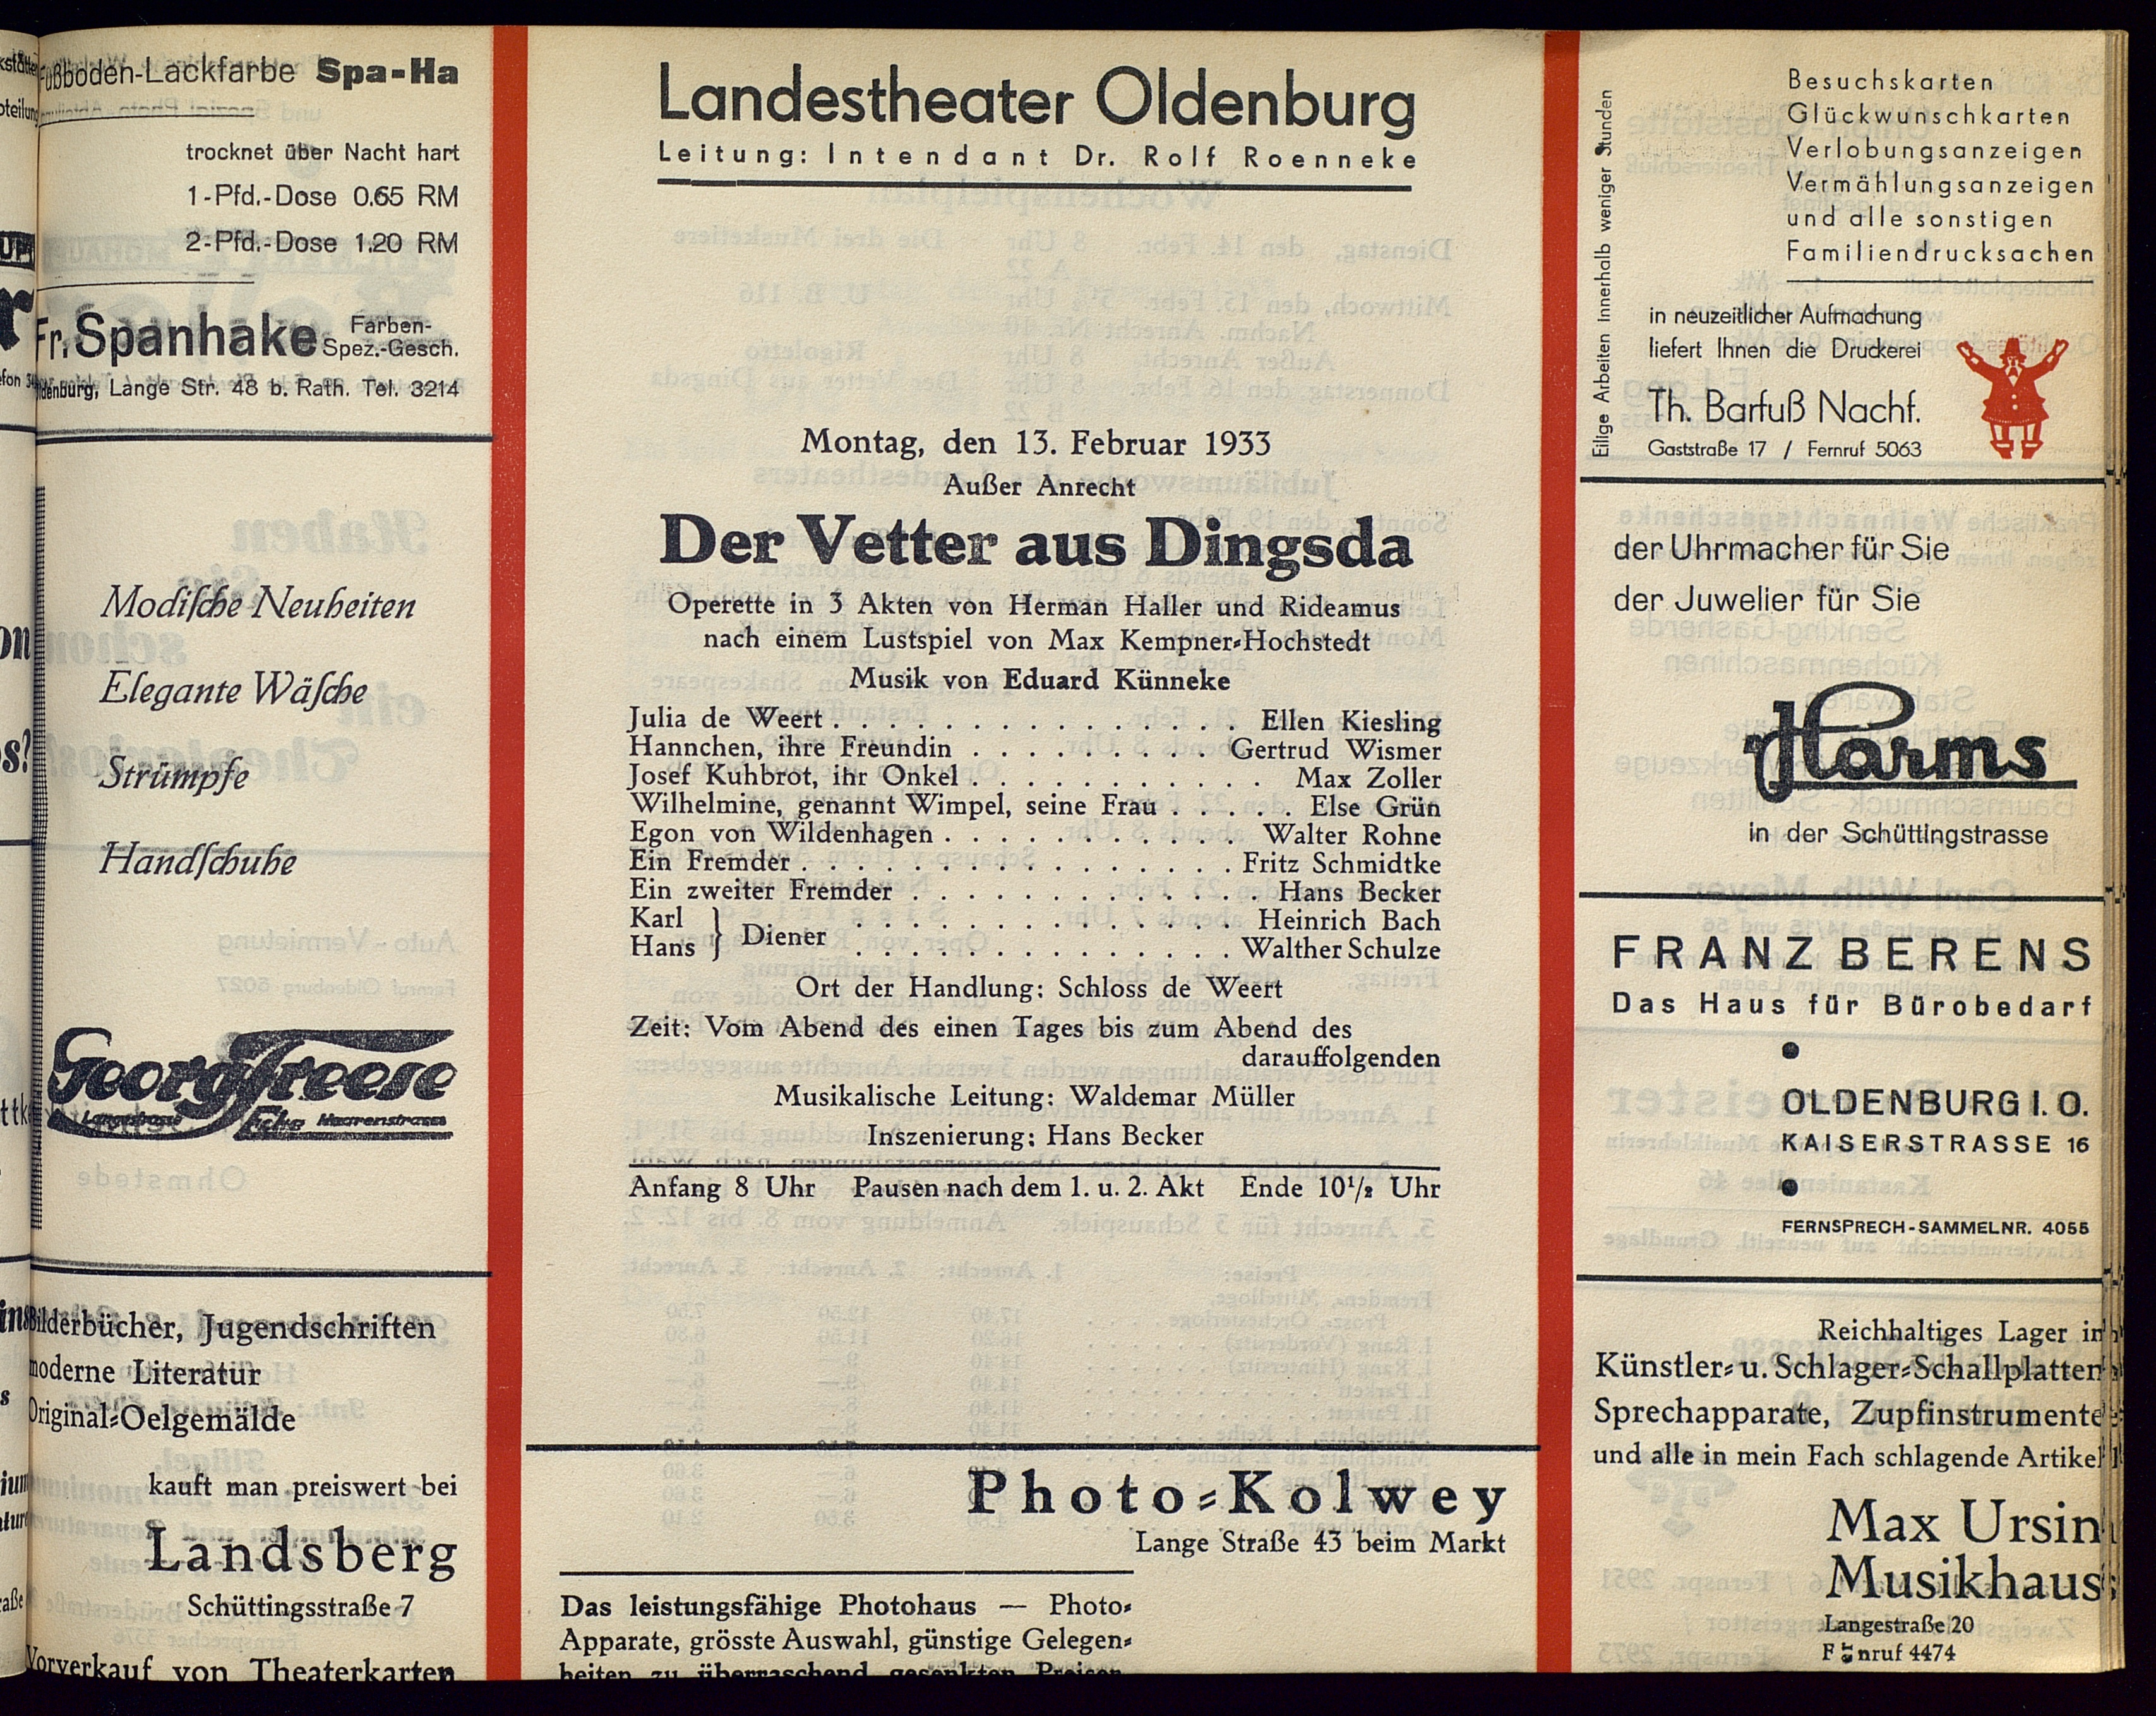 Fußboden-Lackfarbe Spa-Ha
trocknet über Nacht hart
1-Pfd.-Dose 0.65 RM
2-Pfd.-Dose 1.20 RM
Fr. Spanhake Farben-
Spez.-Gesch.
Lange Str. 48 b. Rath. Tel. 3214
Modische Neuheiten
Elegante Wäsche
Strümpfe
Handschuhe
Georg Freese
Langestrasse Ecke Haarenstrasse
Bilderbücher, Jugendschriften
moderne Literatur
Original-Oelgemälde
kauft man preiswert bei
Landsberg
Schüttingsstraße 7
Vorverkauf von Theaterkarten
Landestheater Oldenburg
Leitung: Intendant Dr. Rolf Roenneke
Montag, den 13. Februar 1933
Außer Anrecht
Der Vetter aus Dingsda
Operette in 3 Akten von Herman Haller und Rideamus
nach einem Lustspiel von Max Kempner-Hochstedt
Musik von Eduard Künneke
Julia de Weert . . . . . . . . . . . . . . . Ellen Kiesling
Hannchen, ihre Freundin . . . . . . . . . Gertrud Wismer
Josef Kuhbrot, ihr Onkel . . . . . . . . . . . Max Zoller
Wilhelmine, genannt Wimpel, seine Frau . . . . . Else Grün
Egon von Wildenhagen . . . . . . . . . . . Walter Rohne
Ein Fremder . . . . . . . . . . . . . . . . Fritz Schmidtke
Ein zweiter Fremder . . . . . . . . . . . . . Hans Becker
Karl } Diener . . . . . . . . . . . . . . Heinrich Bach
Hans } . . . . . . . . . . . . . . Walther Schulze
Ort der Handlung: Schloss de Weert
Zeit: Vom Abend des einen Tages bis zum Abend des
darauffolgenden
Musikalische Leitung: Waldemar Müller
Inszenierung: Hans Becker
Anfang 8 Uhr Pausen nach dem 1. u. 2. Akt Ende 10½ Uhr
Photo-Kolwey
Lange Straße 43 beim Markt
Das leistungsfähige Photohaus — Photo-
Apparate, grösste Auswahl, günstige Gelegen-
heiten zu überraschend gesenkten Preisen
Eilige Arbeiten innerhalb weniger Stunden
Besuchskarten
Glückwunschkarten
Verlobungsanzeigen
Vermählungsanzeigen
und alle sonstigen
Familiendrucksachen
in neuzeitlicher Aufmachung
liefert Ihnen die Druckerei
Th. Barfuß Nachf.
Gaststraße 17 / Fernruf 5063
der Uhrmacher für Sie
der Juwelier für Sie
Harms
in der Schüttingstrasse
FRANZ BERENS
Das Haus für Bürobedarf
OLDENBURG I. O.
KAISERSTRASSE 16
FERNSPRECH-SAMMELNR. 4055
Reichhaltiges Lager in
Künstler- u. Schlager-Schallplatten
Sprechapparate, Zupfinstrumente
und alle in mein Fach schlagende Artikel
Max Ursin
Musikhaus
Langestraße 20
Fernruf 4474